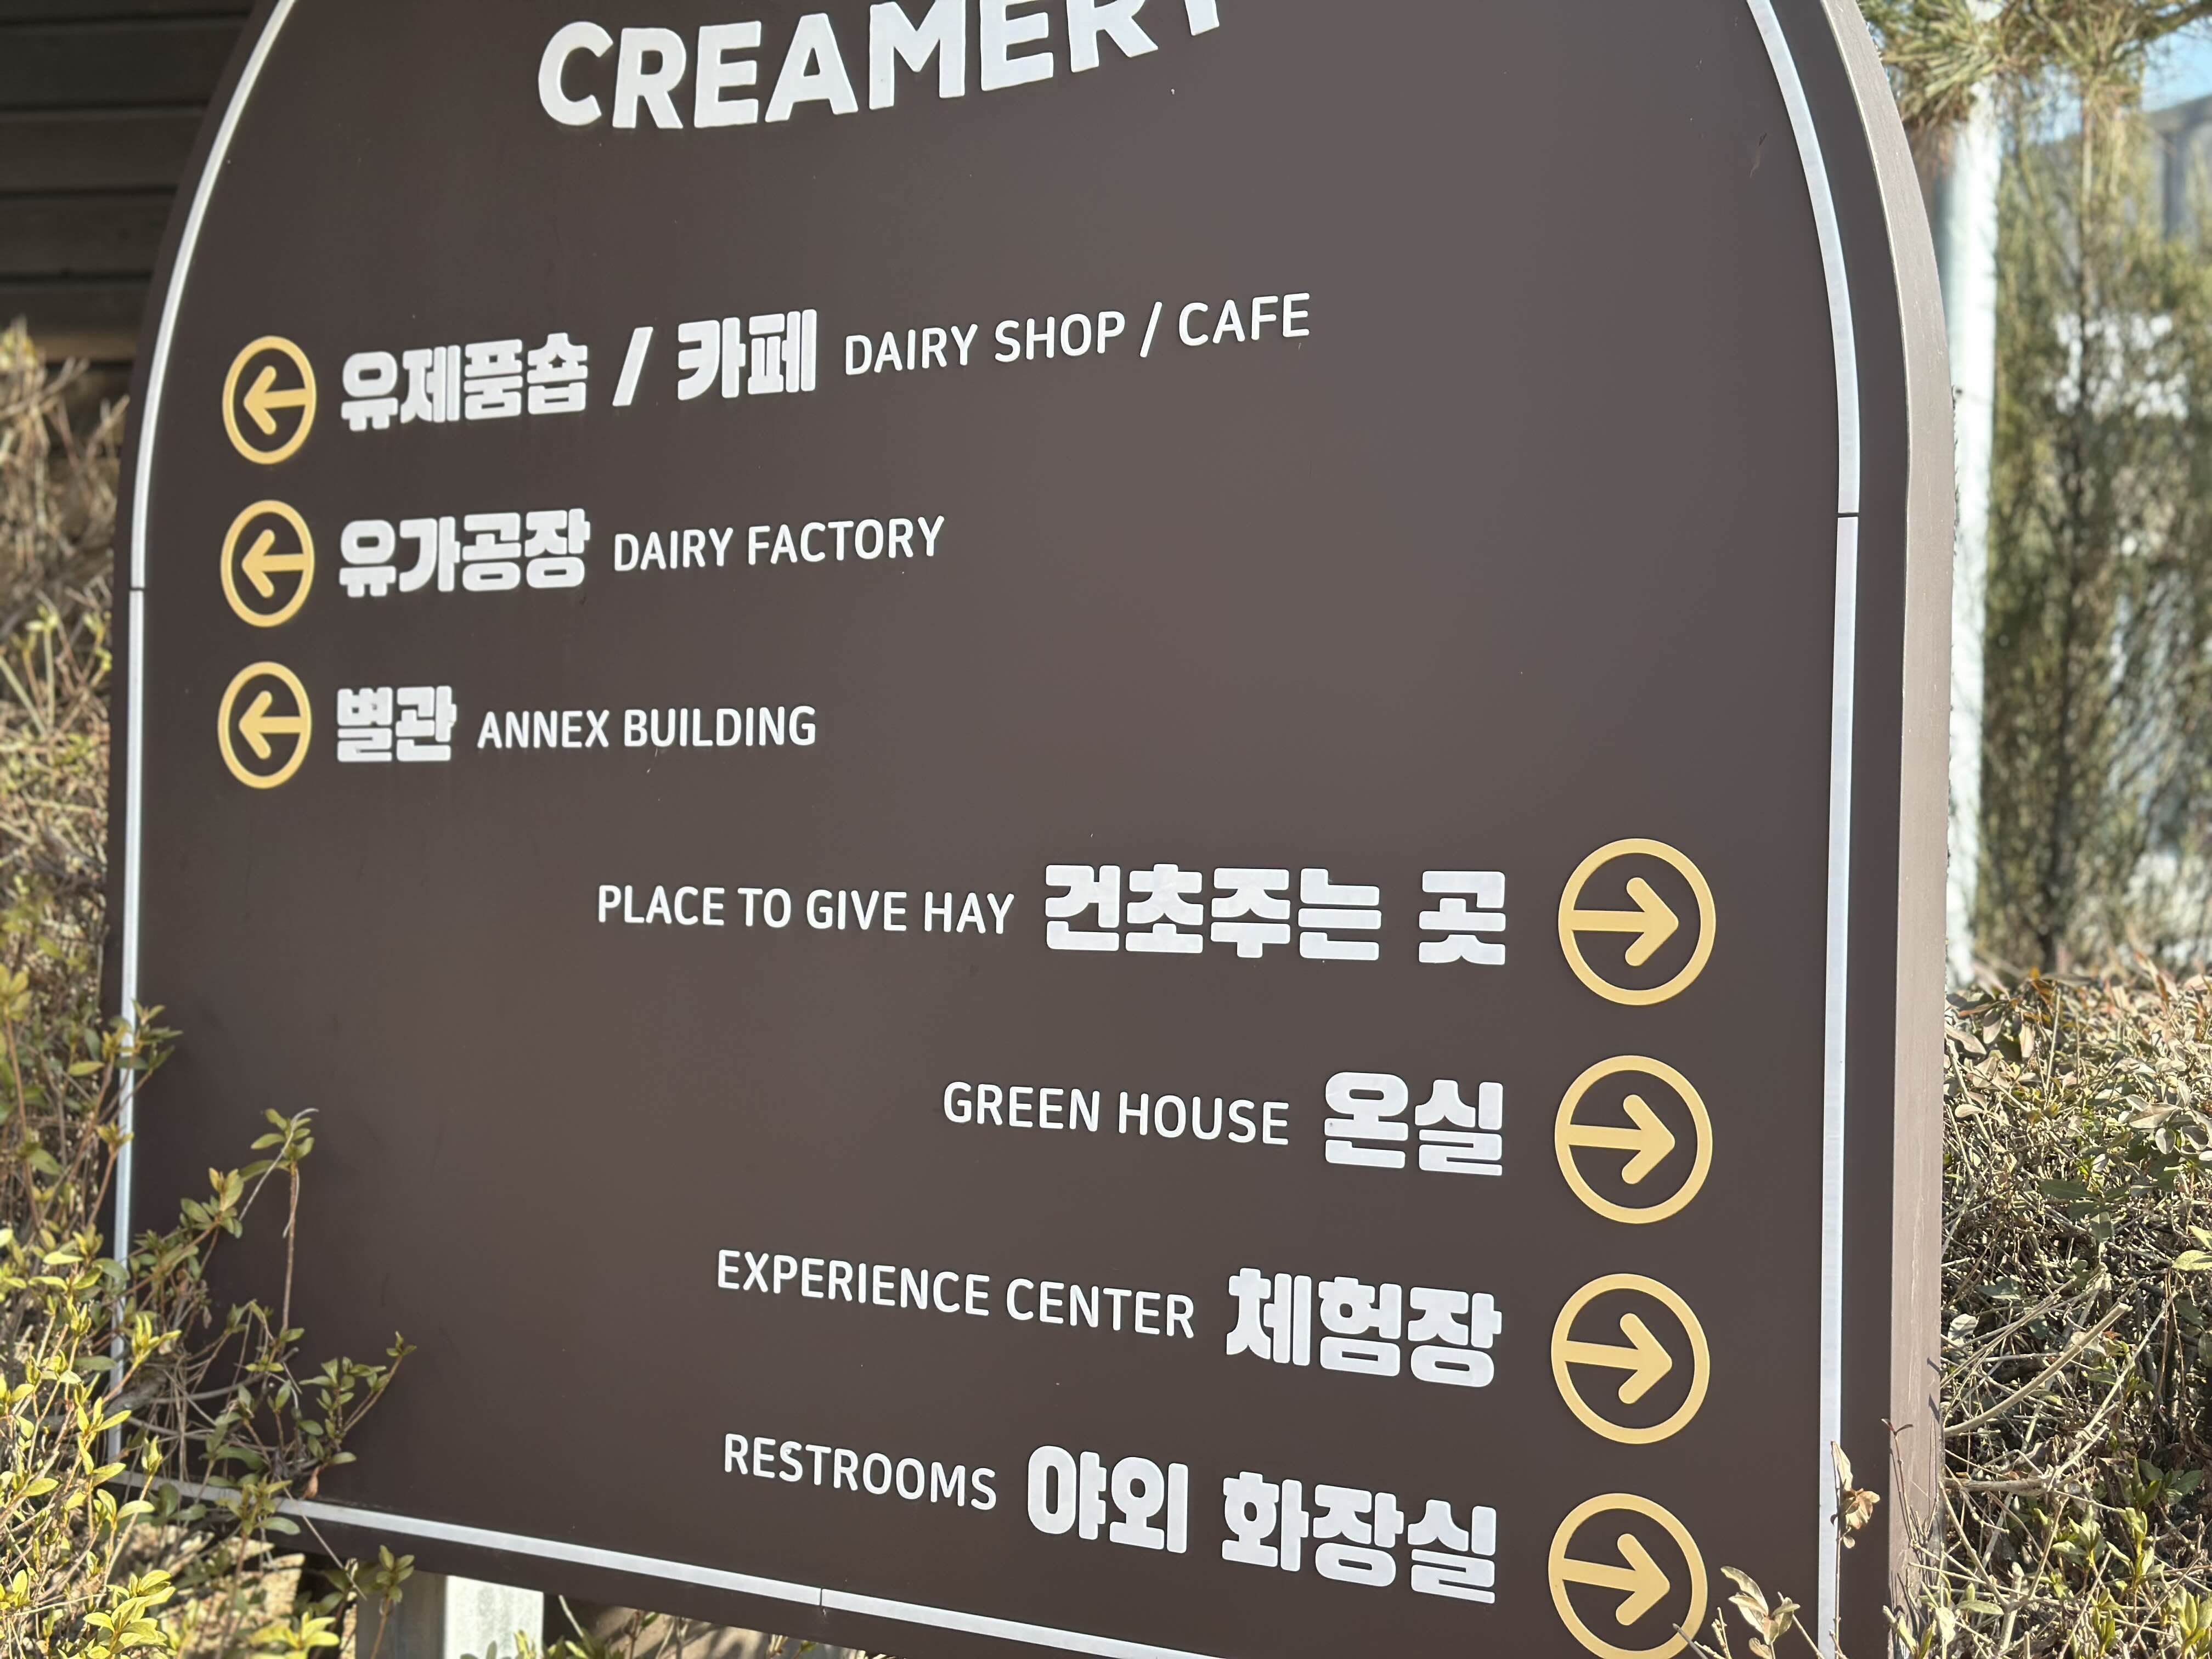 CREAMERY
유제품숍 / 카페 DAIRY SHOP / CAFE
유가공장 DAIRY FACTORY
별관 ANNEX BUILDING
PLACE TO GIVE HAY 건초주는 곳
GREEN HOUSE 온실
EXPERIENCE CENTER 체험장
RESTROOMS 야외 화장실